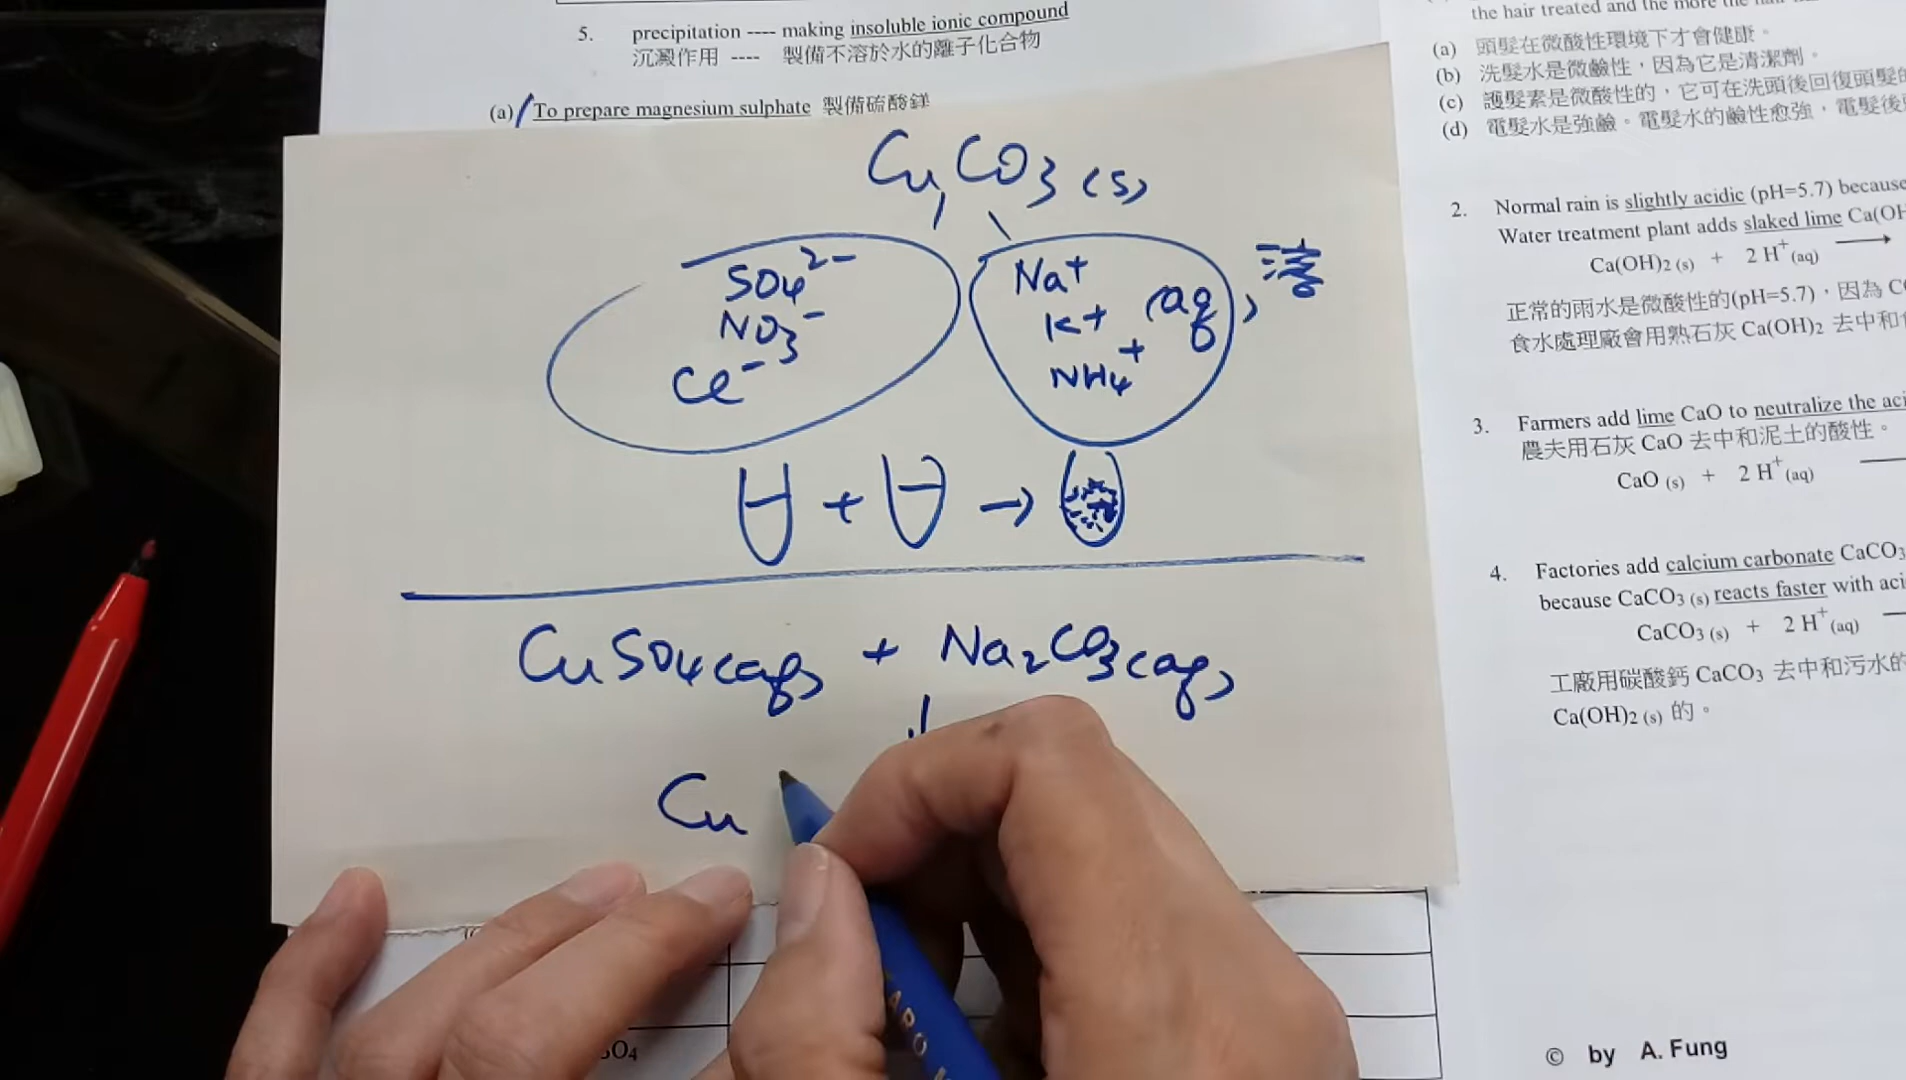 5. precipitation ---- making insoluble ionic compound
沉澱作用 ---- 製備不溶於水的離子化合物
(a) To prepare magnesium sulphate 製備硫酸鎂
CuCO3(s)
SO4 2-
NO3-
Cl-
Na+
K+
NH4+
(aq)
溶
+ →
CuSO4(aq) + Na2CO3(aq)
↓
Cu
SO4
the hair treated and the more the
(a) 頭髮在微酸性環境下才會健康。
(b) 洗髮水是微鹼性，因為它是清潔劑。
(c) 護髮素是微酸性的，它可在洗頭後回復頭髮的
(d) 電髮水是強鹼。電髮水的鹼性愈強，電髮後
2. Normal rain is slightly acidic (pH=5.7) because
Water treatment plant adds slaked lime Ca(OH
Ca(OH)2 (s) + 2 H+ (aq) →
正常的雨水是微酸性的(pH=5.7)，因為 C
食水處理廠會用熟石灰 Ca(OH)2 去中和
3. Farmers add lime CaO to neutralize the aci
農夫用石灰 CaO 去中和泥土的酸性。
CaO (s) + 2 H+ (aq)
4. Factories add calcium carbonate CaCO3
because CaCO3 (s) reacts faster with aci
CaCO3 (s) + 2 H+ (aq)
工廠用碳酸鈣 CaCO3 去中和污水的
Ca(OH)2 (s) 的。
© by A. Fung